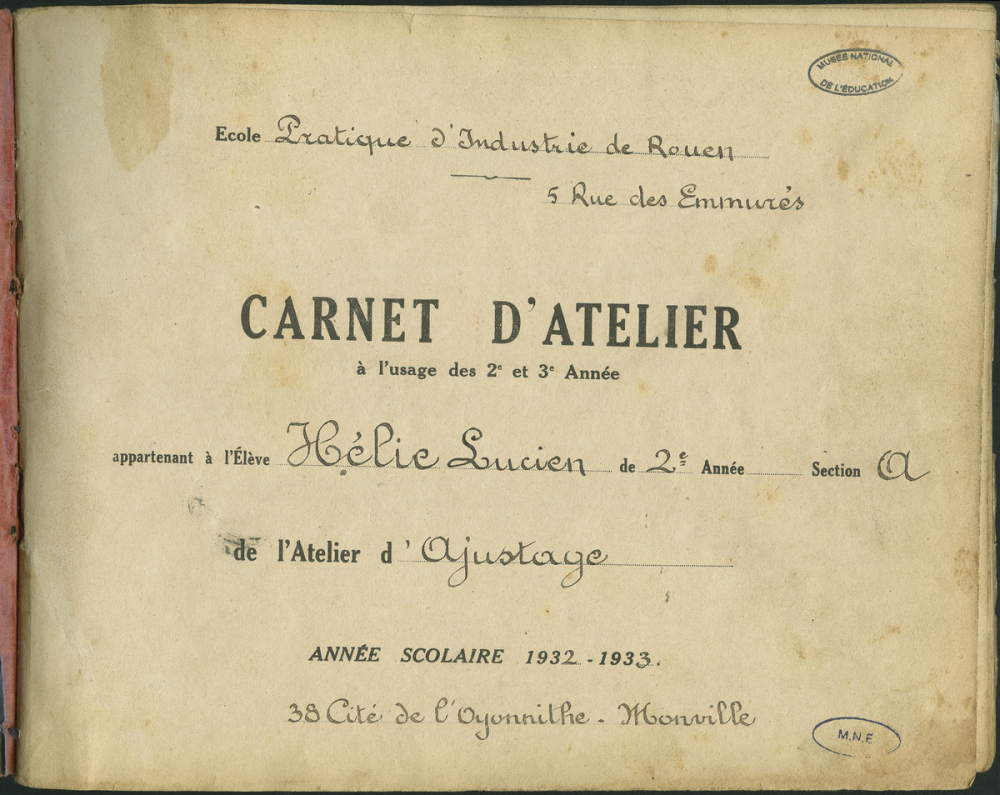 MUSÉE NATIONAL
DE L'ÉDUCATION
Ecole Pratique d'Industrie de Rouen
5 Rue des Emmurés
CARNET D'ATELIER
à l'usage des 2e et 3e Année
appartenant à l'Élève Hélie Lucien de 2e Année Section A
de l'Atelier d'Ajustage
ANNÉE SCOLAIRE 1932-1933.
38 Cité de l'Oyonnithe - Monville
M.N.E